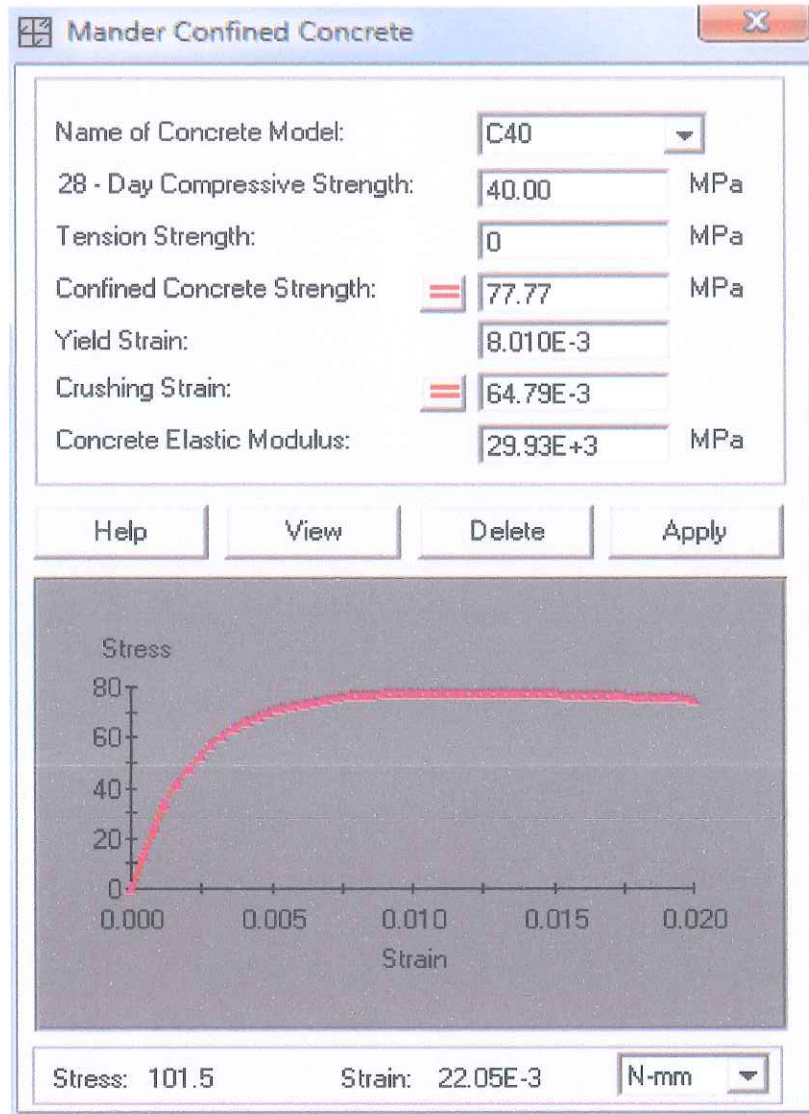 Mander Confined Concrete
Name of Concrete Model: C40
28 - Day Compressive Strength: 40.00 MPa
Tension Strength: 0 MPa
Confined Concrete Strength: 77.77 MPa
Yield Strain: 8.010E-3
Crushing Strain: 64.79E-3
Concrete Elastic Modulus: 29.93E+3 MPa
Help View Delete Apply
Stress
80
60
40
20
0
0.000 0.005 0.010 0.015 0.020
Strain
Stress: 101.5 Strain: 22.05E-3 N-mm